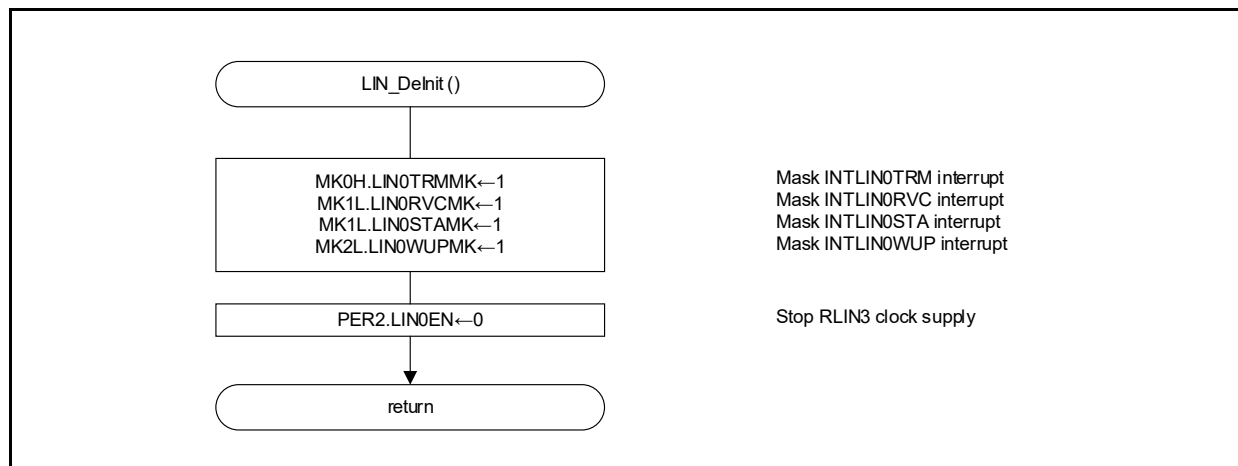 LIN_DeInit ()
MK0H.LIN0TRMMK←1
MK1L.LIN0RVCMK←1
MK1L.LIN0STAMK←1
MK2L.LIN0WUPMK←1
Mask INTLIN0TRM interrupt
Mask INTLIN0RVC interrupt
Mask INTLIN0STA interrupt
Mask INTLIN0WUP interrupt
PER2.LIN0EN←0
Stop RLIN3 clock supply
return